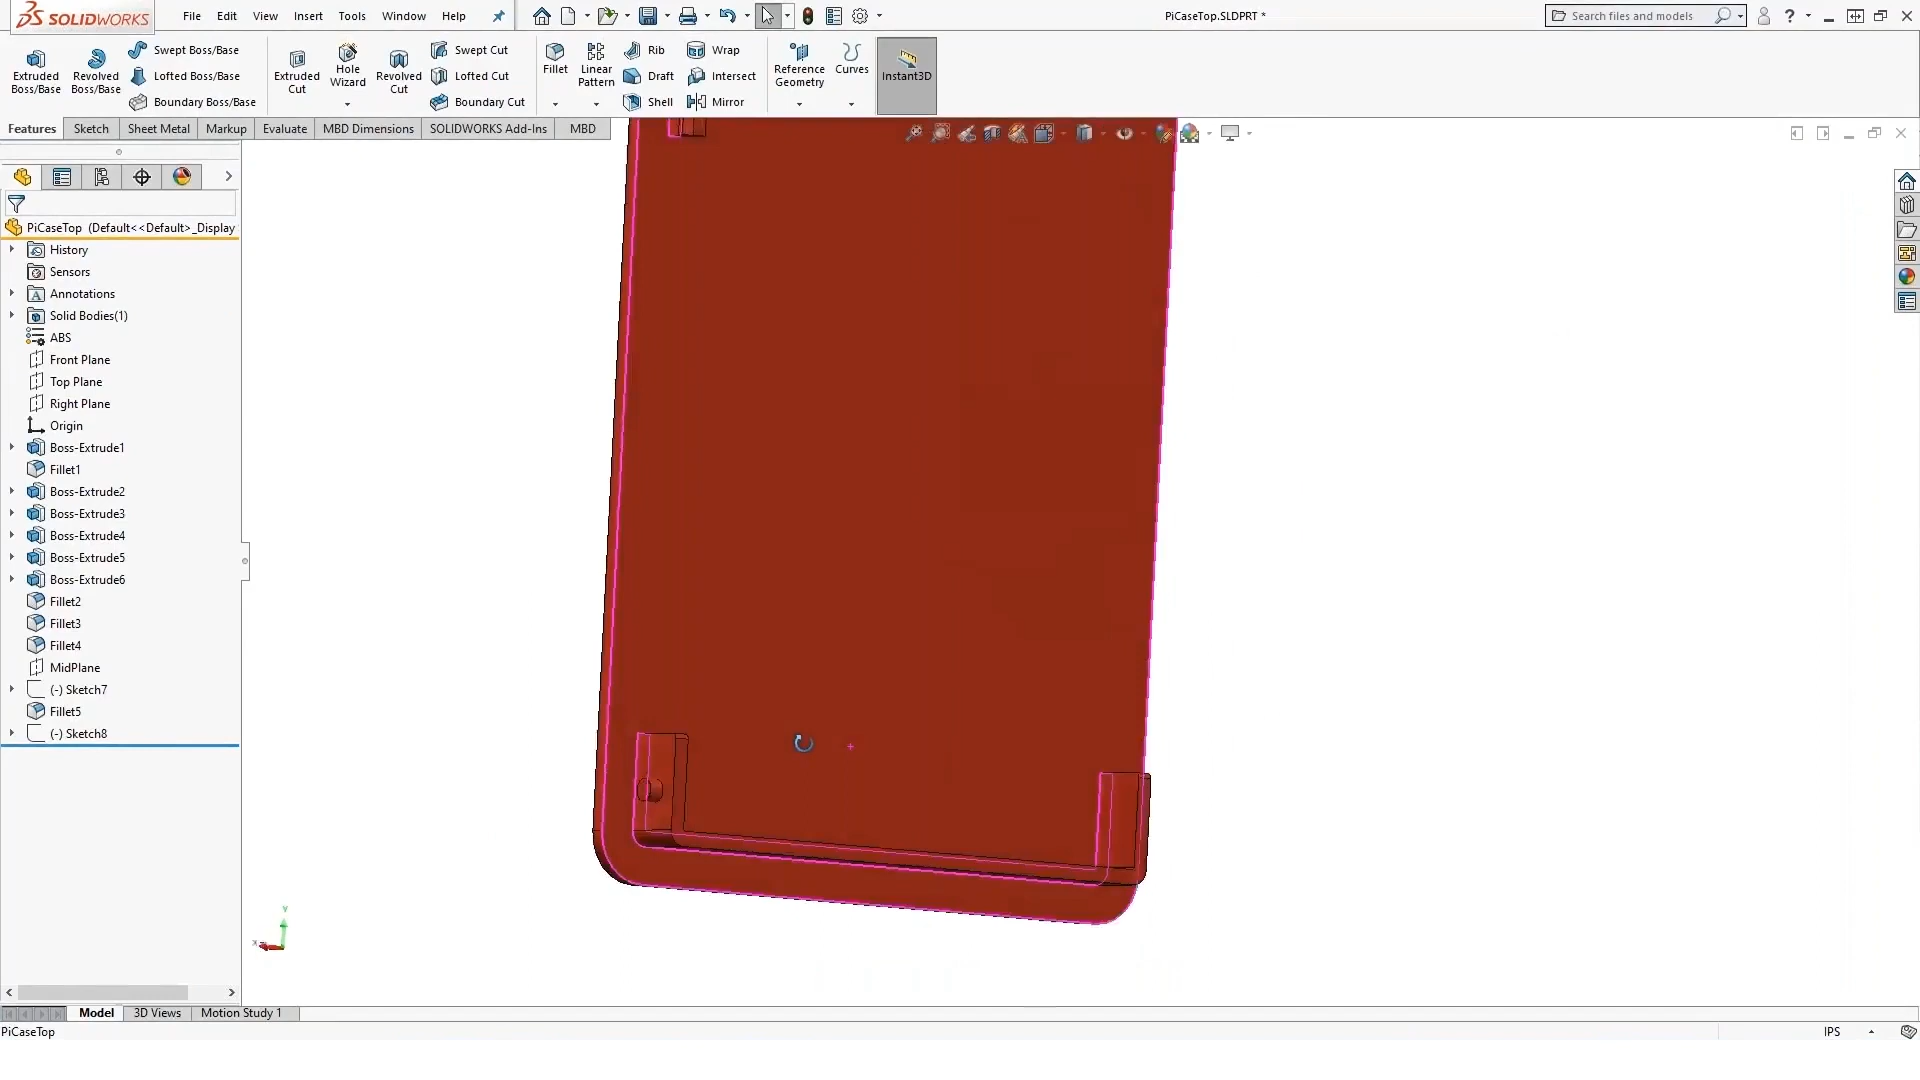 SOLIDWORKS
File Edit View Insert Tools Window Help
PiCaseTop.SLDPRT *
Search files and models
?
Extruded Boss/Base
Revolved Boss/Base
Swept Boss/Base
Lofted Boss/Base
Boundary Boss/Base
Extruded Cut
Hole Wizard
Revolved Cut
Swept Cut
Lofted Cut
Boundary Cut
Fillet
Linear Pattern
Rib
Draft
Shell
Wrap
Intersect
Mirror
Reference Geometry
Curves
Instant3D
Features Sketch Sheet Metal Markup Evaluate MBD Dimensions SOLIDWORKS Add-Ins MBD
PiCaseTop (Default<<Default>_Display
History
Sensors
Annotations
Solid Bodies(1)
ABS
Front Plane
Top Plane
Right Plane
Origin
Boss-Extrude1
Fillet1
Boss-Extrude2
Boss-Extrude3
Boss-Extrude4
Boss-Extrude5
Boss-Extrude6
Fillet2
Fillet3
Fillet4
MidPlane
(-) Sketch7
Fillet5
(-) Sketch8
Y
X
Model 3D Views Motion Study 1
PiCaseTop
IPS